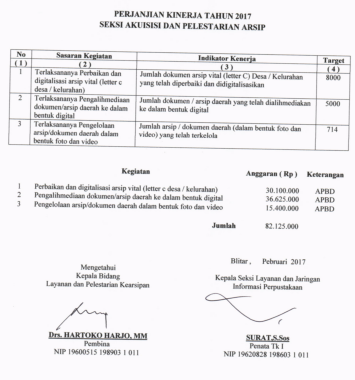 PERJANJIAN KINERJA TAHUN 2017
SEKSI AKUISISI DAN PELESTARIAN ARSIP
No Sasaran Kegiatan Indikator Kenerja Target
( 1 ) ( 2 ) ( 3 ) ( 4 )
1 Terlaksananya Perbaikan dan Jumlah dokumen arsip vital (letter C) Desa / Kelurahan 8000
digitalisasi arsip vital (letter c yang telah diperbaiki dan didigitalisasikan
desa / kelurahan)
2 Terlaksananya Pengalihmediaan Jumlah dokumen / arsip daerah yang telah dialihmediakan 5000
dokumen/arsip daerah ke dalam ke dalam bentuk digital
bentuk digital
3 Terlaksananya Pengelolaan Jumlah arsip / dokumen daerah (dalam bentuk foto dan 714
arsip/dokumen daerah dalam video) yang telah terkelola
bentuk foto dan video
Kegiatan Anggaran ( Rp ) Keterangan
1 Perbaikan dan digitalisasi arsip vital (letter c desa / kelurahan) 30.100.000 APBD
2 Pengalihmediaan dokumen/arsip daerah ke dalam bentuk digital 36.625.000 APBD
3 Pengelolaan arsip/dokumen daerah dalam bentuk foto dan video 15.400.000 APBD
Jumlah 82.125.000
Blitar , Pebruari 2017
Mengetahui
Kepala Bidang
Layanan dan Pelestarian Kearsipan
Kepala Seksi Layanan dan Jaringan
Informasi Perpustakaan
Drs. HARTOKO HARJO, MM
Pembina
NIP 19600515 198903 1 011
SURAT,S.Sos
Penata Tk I
NIP 19620828 198603 1 011